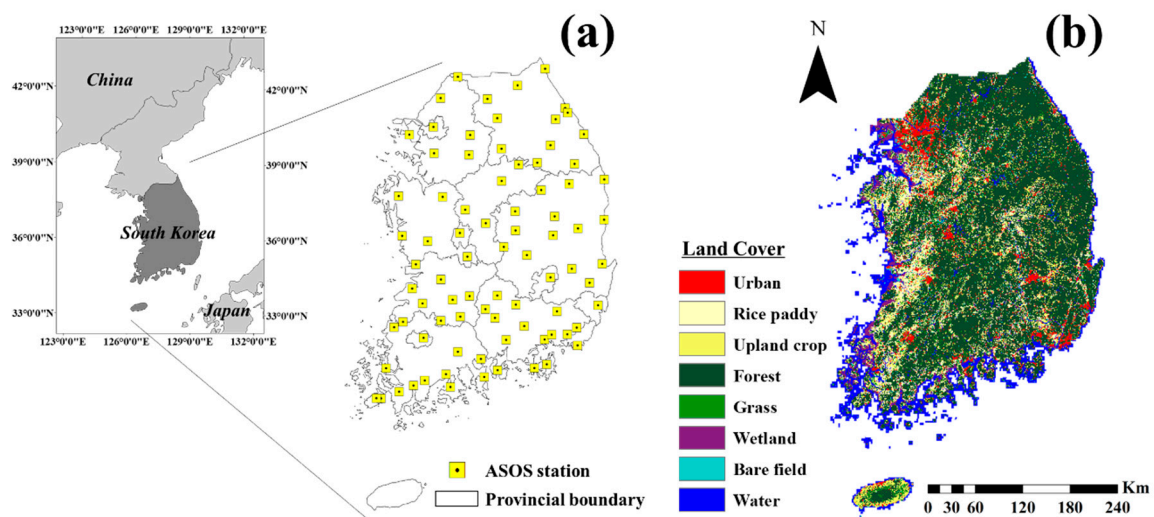 123°0'0"E 126°0'0"E 129°0'0"E 132°0'0"E
(a)
N
(b)
China
42°0'0"N 42°0'0"N
39°0'0"N 39°0'0"N
South Korea
36°0'0"N 36°0'0"N
Japan
33°0'0"N 33°0'0"N
123°0'0"E 126°0'0"E 129°0'0"E 132°0'0"E
ASOS station
Provincial boundary
Land Cover
Urban
Rice paddy
Upland crop
Forest
Grass
Wetland
Bare field
Water
Km
0 30 60 120 180 240